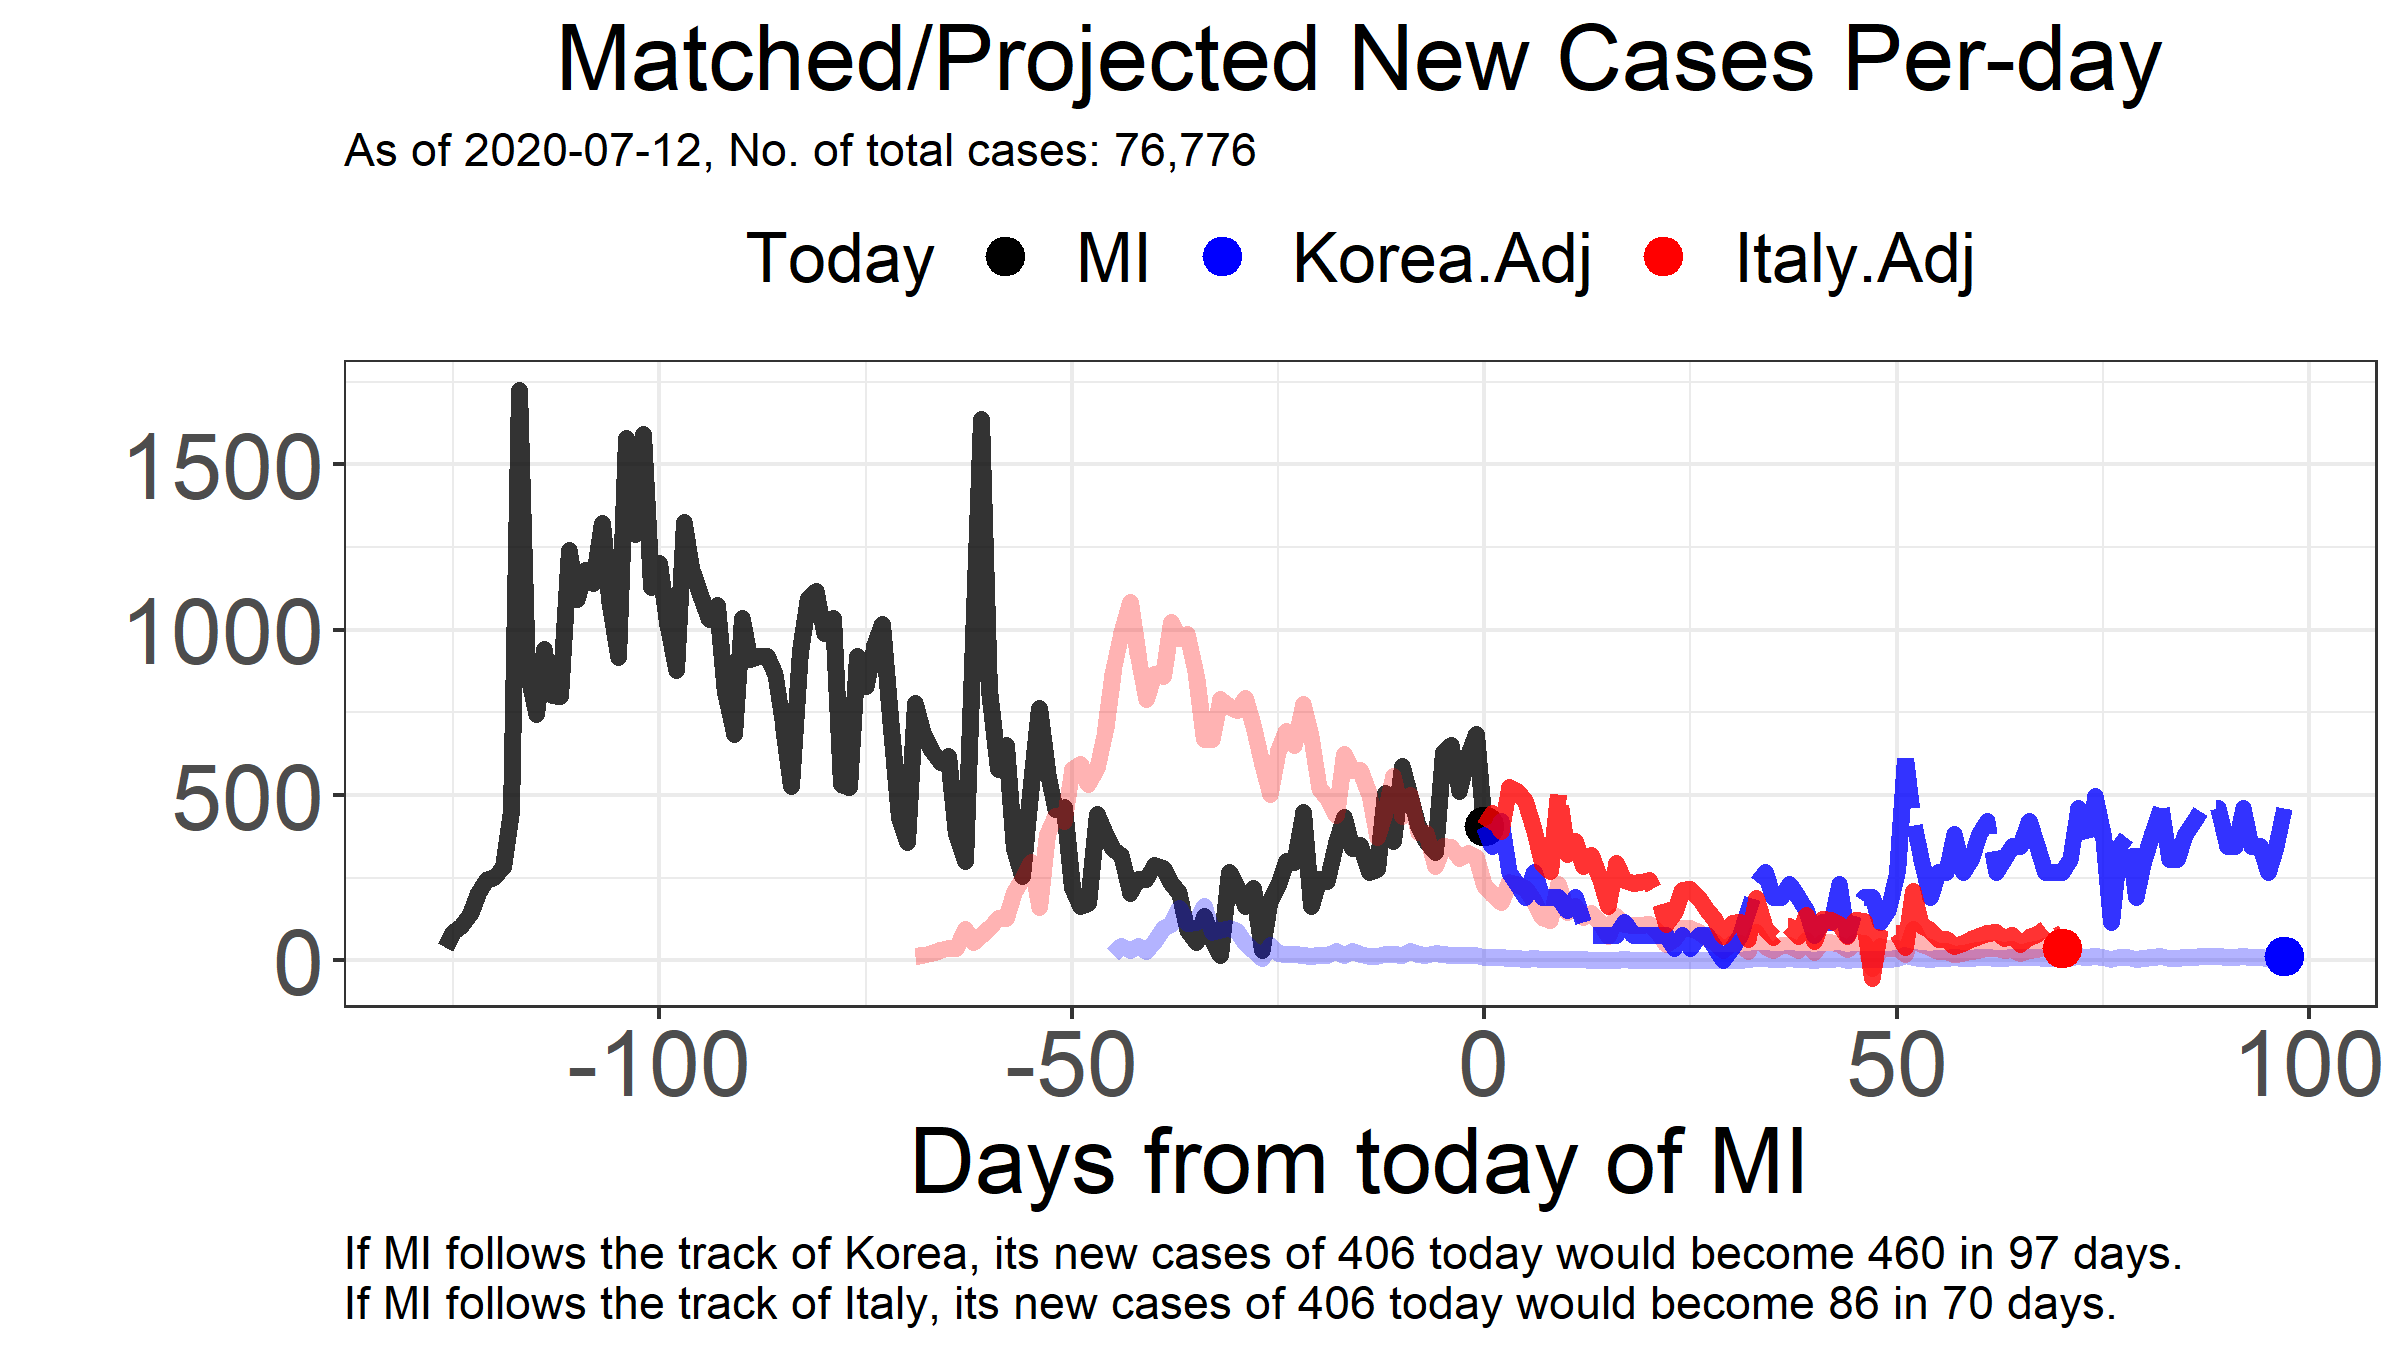 Matched/Projected New Cases Per-day
As of 2020-07-12, No. of total cases: 76,776
Today MI Korea.Adj Italy.Adj
1500
1000
500
0
-100 -50 0 50 100
Days from today of MI
If MI follows the track of Korea, its new cases of 406 today would become 460 in 97 days.
If MI follows the track of Italy, its new cases of 406 today would become 86 in 70 days.